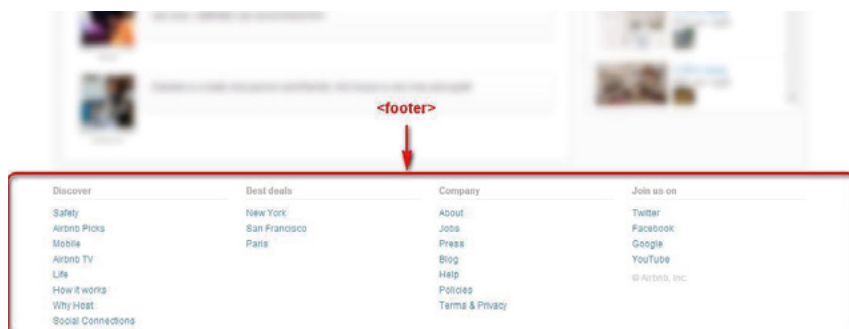 <footer>
Discover
Safety
Airbnb Picks
Mobile
Airbnb TV
Life
How it works
Why Host
Social Connections
Best deals
New York
San Francisco
Paris
Company
About
Jobs
Press
Blog
Help
Policies
Terms & Privacy
Join us on
Twitter
Facebook
Google
YouTube
© Airbnb, Inc.